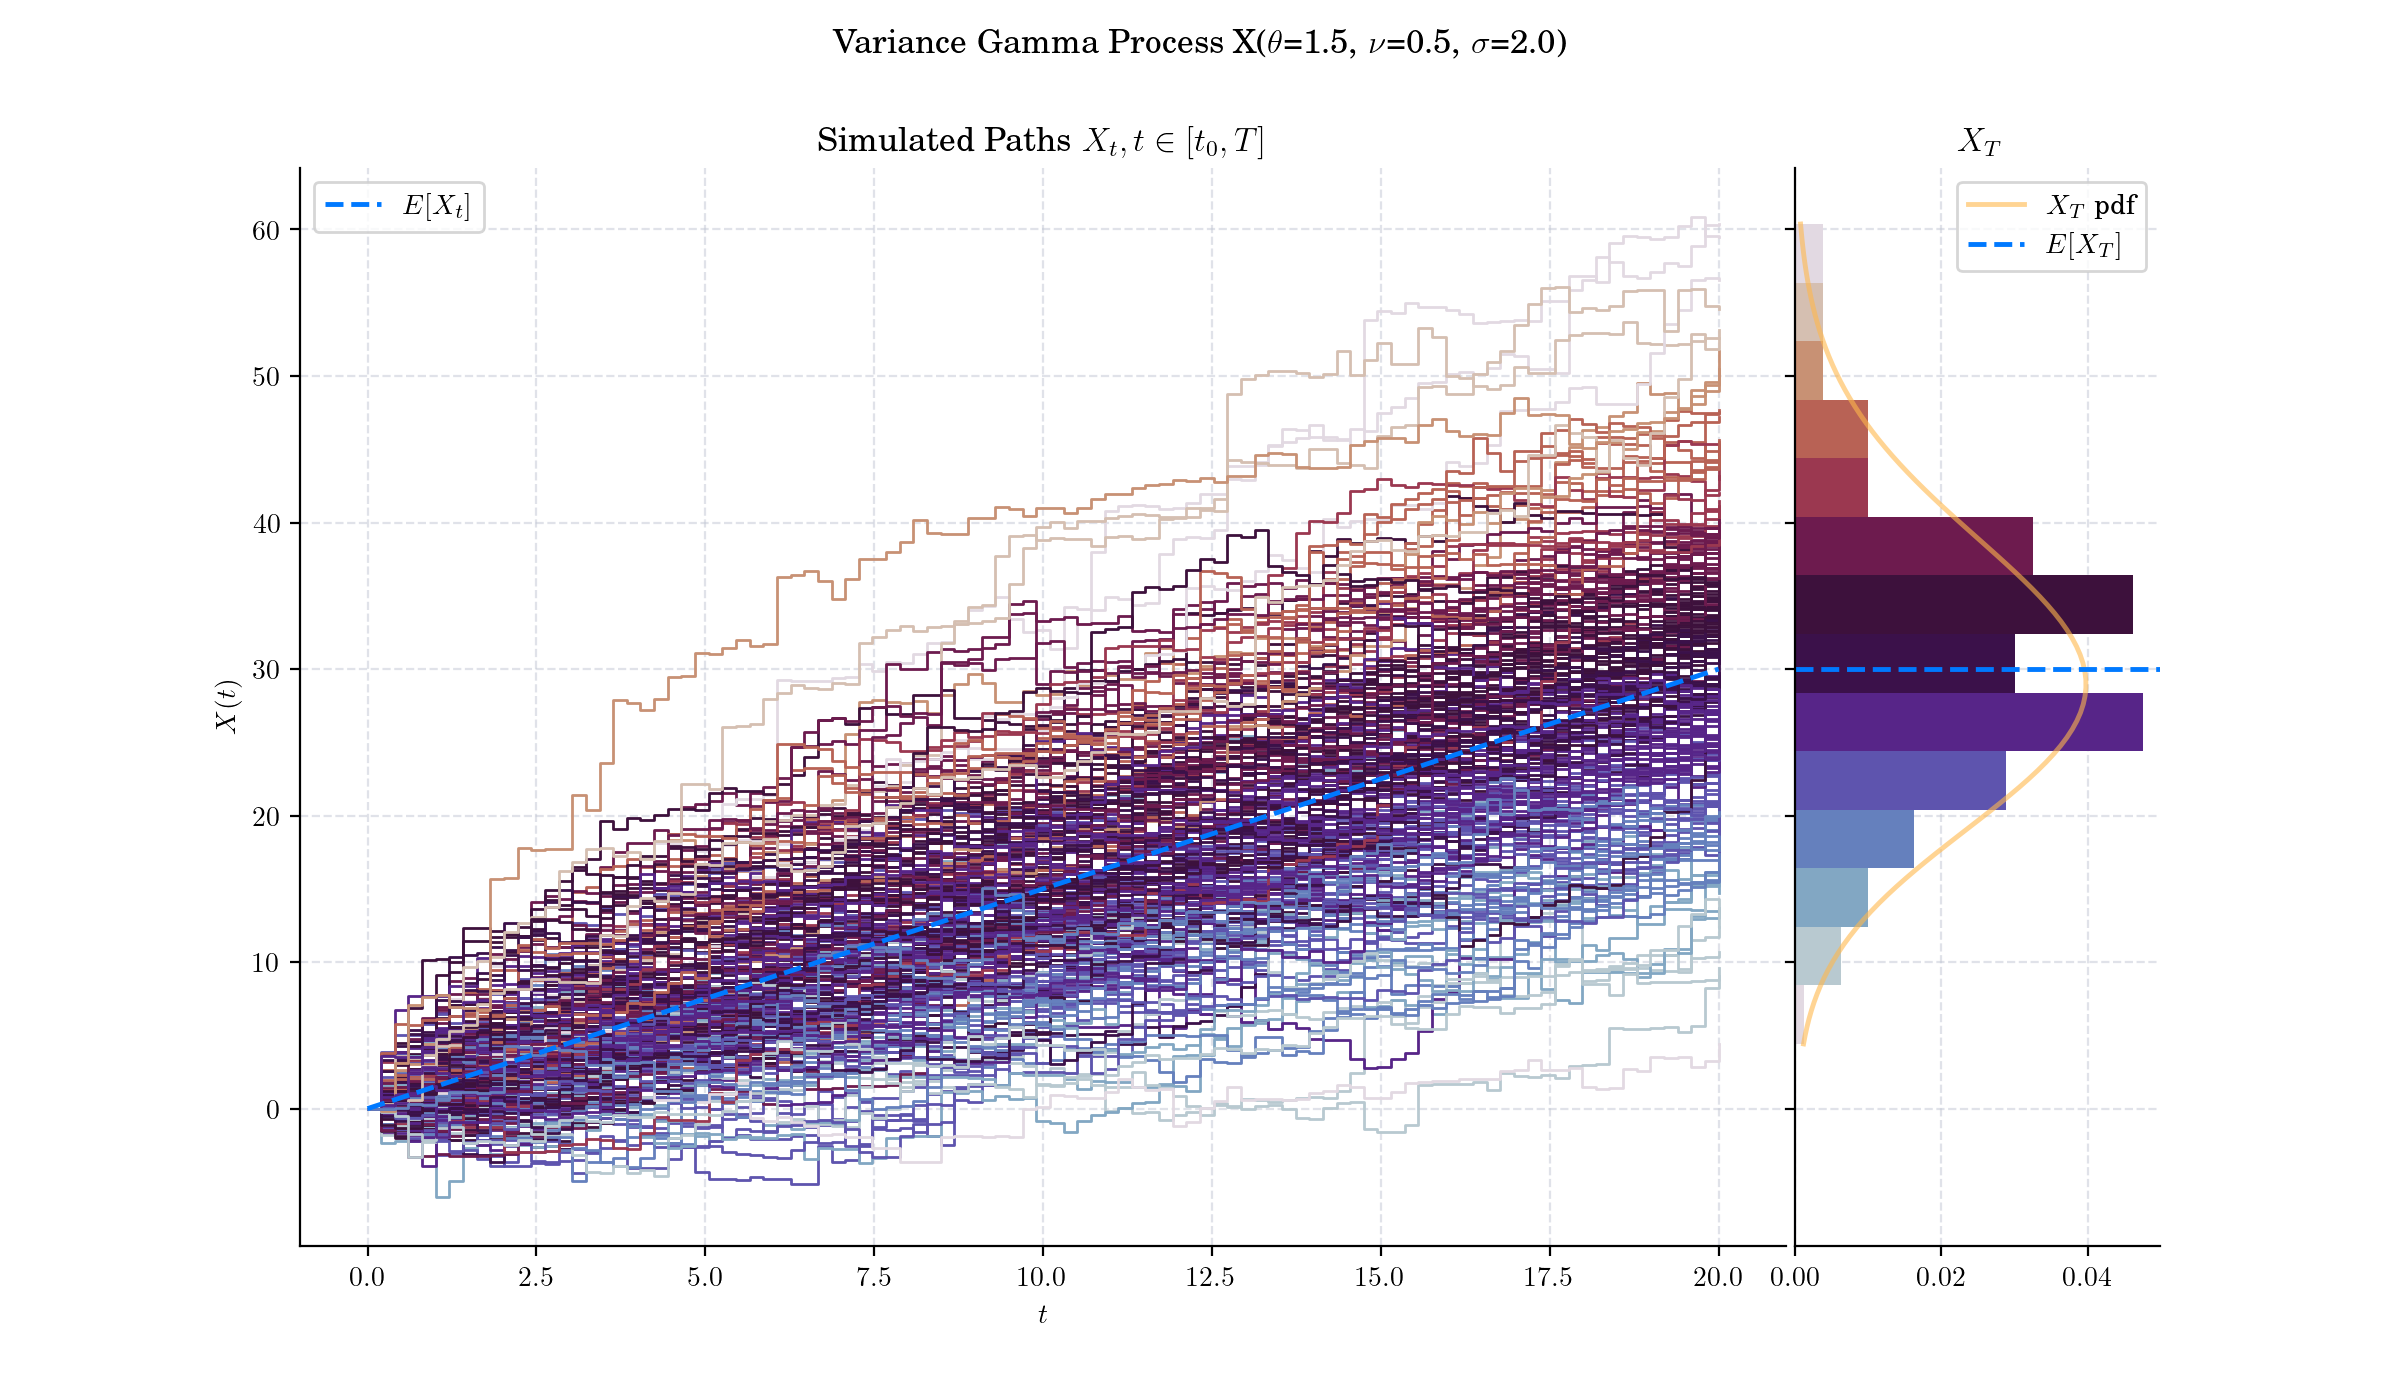 Variance Gamma Process X(θ=1.5, ν=0.5, σ=2.0)
Simulated Paths X_t, t ∈ [t_0, T]
X_T
E[X_t]
X_T pdf
E[X_T]
60
50
40
30
20
10
0
X(t)
0.0 2.5 5.0 7.5 10.0 12.5 15.0 17.5 20.0
0.00 0.02 0.04
t